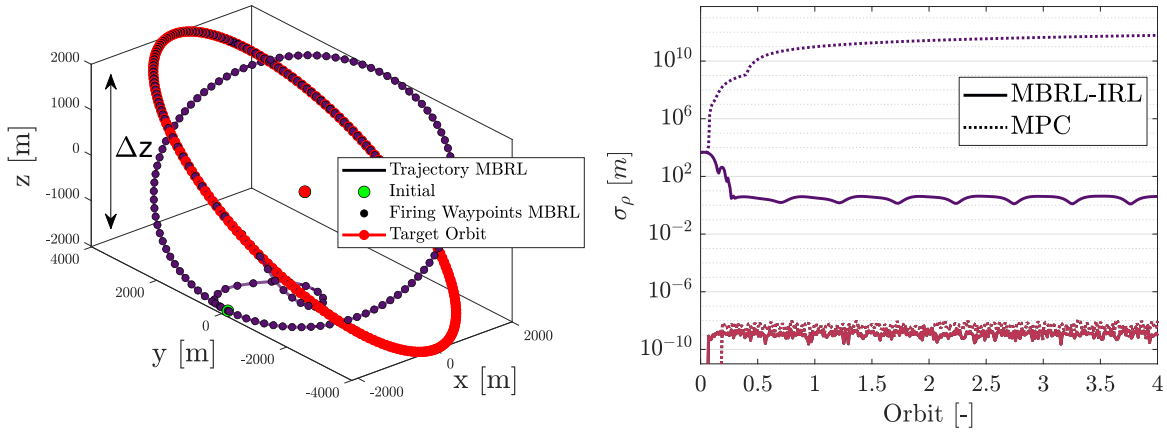 2000
1000
0
-1000
-2000
z [m]
Δz
4000
2000
0
-2000
-4000
y [m]
-2000
0
2000
x [m]
Trajectory MBRL
Initial
Firing Waypoints MBRL
Target Orbit
10^10
10^6
10^2
10^-2
10^-6
10^-10
σρ [m]
MBRL-IRL
MPC
0 0.5 1 1.5 2 2.5 3 3.5 4
Orbit [-]